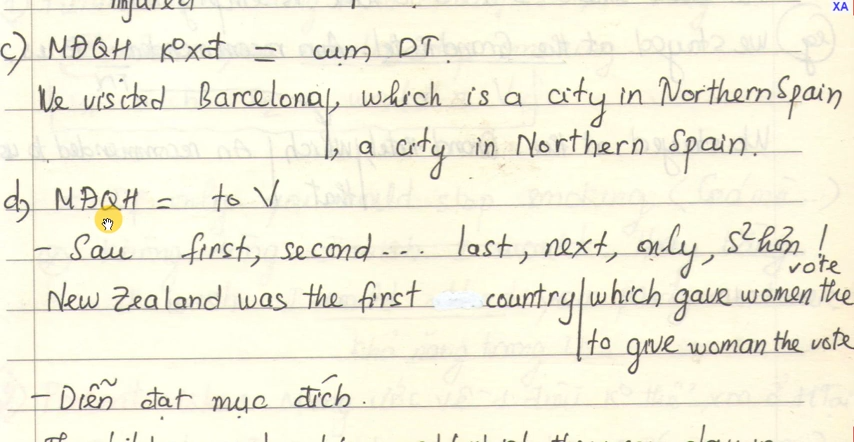 XA
c) MĐQH k°xđ = cụm DT.
We visited Barcelona, which is a city in Northern Spain
, a city in Northern Spain.
d) MĐQH = to V
- Sau first, second ... last, next, only, s² hơn !
vote
New Zealand was the first country which gave women the
to give woman the vote
- Diễn đạt mục đích.